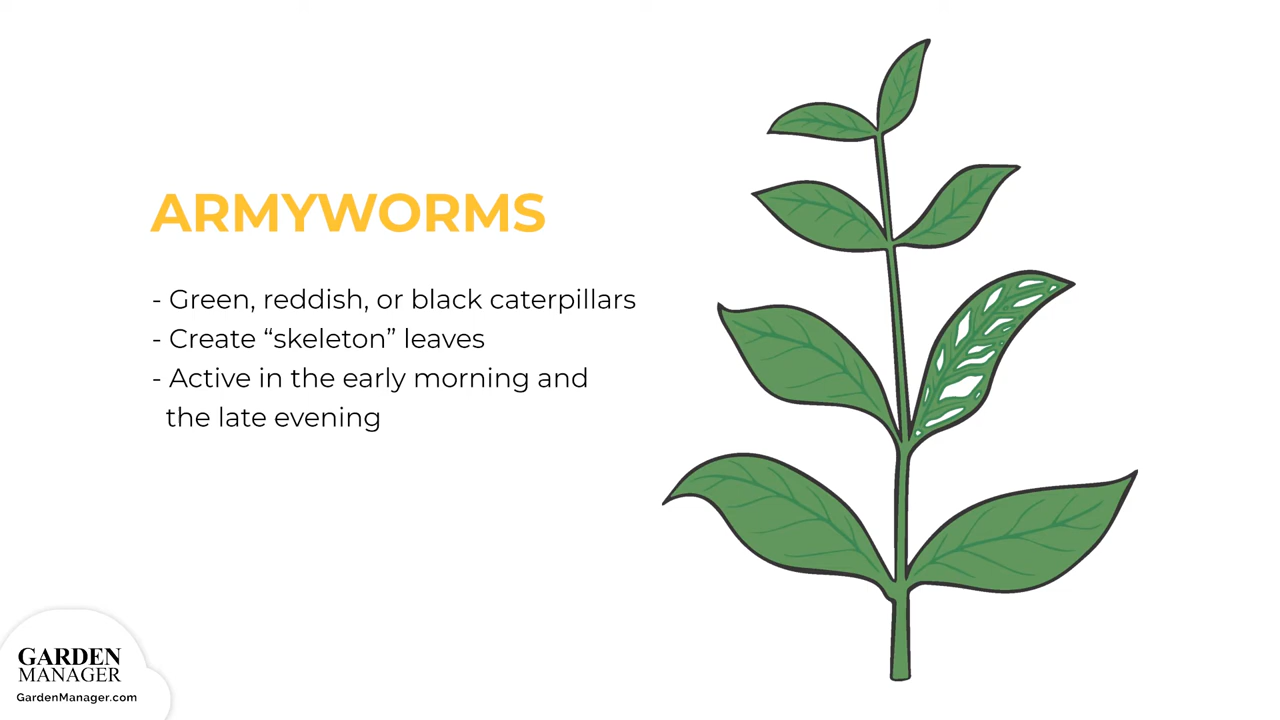 ARMYWORMS
- Green, reddish, or black caterpillars
- Create “skeleton” leaves
- Active in the early morning and
the late evening
GARDEN
MANAGER
GardenManager.com